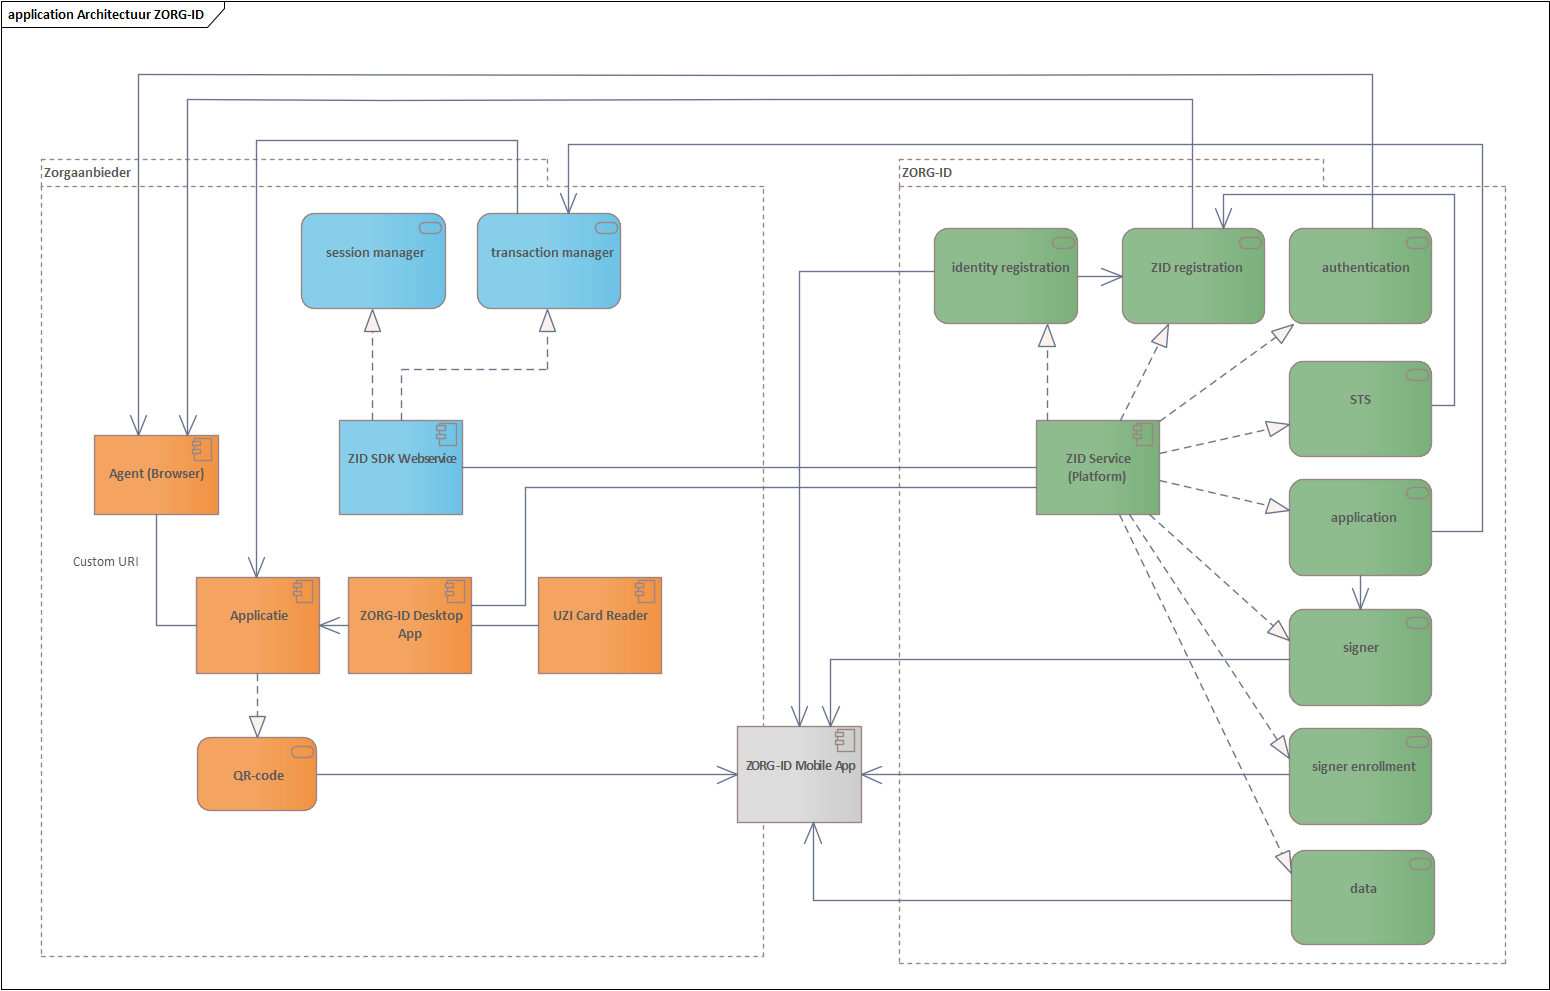 application Architectuur ZORG-ID
Zorgaanbieder
ZORG-ID
session manager
transaction manager
identity registration
ZID registration
authentication
STS
Agent (Browser)
ZID SDK Webservice
ZID Service
(Platform)
application
Custom URI
Applicatie
ZORG-ID Desktop
App
UZI Card Reader
signer
QR-code
ZORG-ID Mobile App
signer enrollment
data